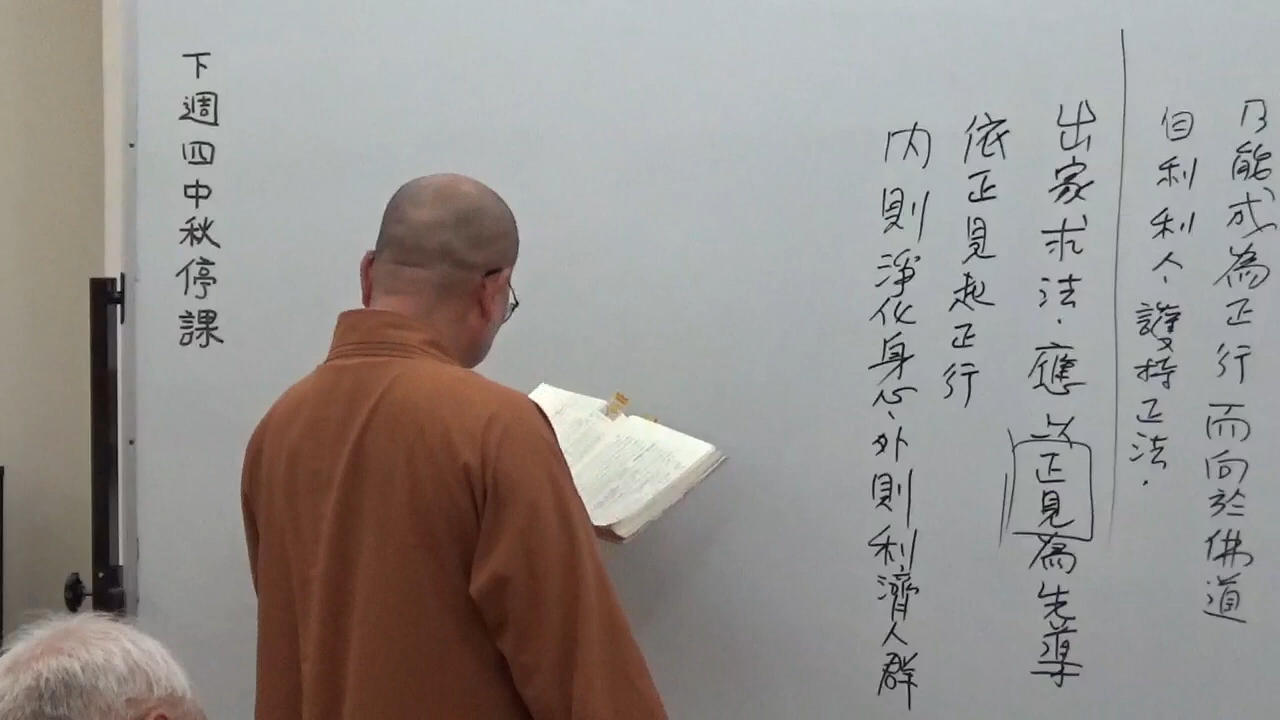 乃能成為正行而向於佛道
自利利人、護持正法.
出家求法.應以正見為先導
依正見起正行
內則淨化身心、外則利濟人群
下週四中秋停課